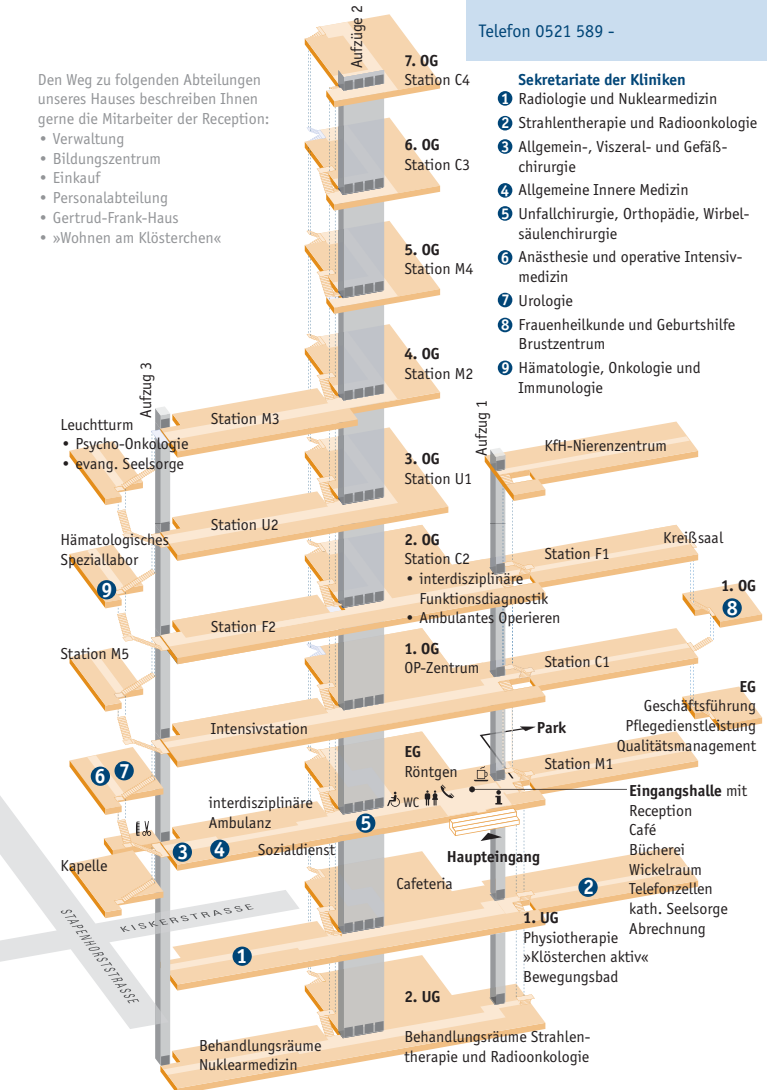 Telefon 0521 589 -
Den Weg zu folgenden Abteilungen
unseres Hauses beschreiben Ihnen
gerne die Mitarbeiter der Reception:
• Verwaltung
• Bildungszentrum
• Einkauf
• Personalabteilung
• Gertrud-Frank-Haus
• »Wohnen am Klösterchen«
Sekretariate der Kliniken
1 Radiologie und Nuklearmedizin
2 Strahlentherapie und Radioonkologie
3 Allgemein-, Viszeral- und Gefäß-
chirurgie
4 Allgemeine Innere Medizin
5 Unfallchirurgie, Orthopädie, Wirbel-
säulenchirurgie
6 Anästhesie und operative Intensiv-
medizin
7 Urologie
8 Frauenheilkunde und Geburtshilfe
Brustzentrum
9 Hämatologie, Onkologie und
Immunologie
Aufzüge 2
7. OG
Station C4
6. OG
Station C3
5. OG
Station M4
4. OG
Station M2
Aufzug 3
Leuchtturm
• Psycho-Onkologie
• evang. Seelsorge
Station M3
Aufzug 1
KfH-Nierenzentrum
3. OG
Station U1
Station U2
Hämatologisches
Speziallabor
9
2. OG
Station C2
• interdisziplinäre
Funktionsdiagnostik
• Ambulantes Operieren
Station F1
Kreißsaal
1. OG
8
Station F2
Station M5
1. OG
OP-Zentrum
Station C1
Intensivstation
EG
Geschäftsführung
Pflegedienstleistung
Qualitätsmanagement
Park
EG
Röntgen
Station M1
6 7
WC
i
Eingangshalle mit
Reception
Café
Bücherei
Wickelraum
Telefonzellen
kath. Seelsorge
Abrechnung
interdisziplinäre
Ambulanz
5
3 4
Sozialdienst
Haupteingang
Kapelle
Cafeteria
2
KISKERSTRASSE
STAPENHORSTSTRASSE
1
1. UG
Physiotherapie
»Klösterchen aktiv«
Bewegungsbad
2. UG
Behandlungsräume
Nuklearmedizin
Behandlungsräume Strahlen-
therapie und Radioonkologie